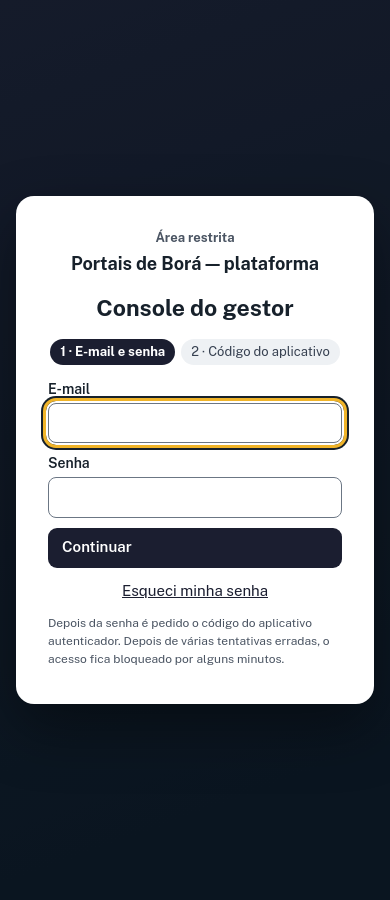 Área restrita
Portais de Borá — plataforma
Console do gestor
1 · E-mail e senha
2 · Código do aplicativo
E-mail
Senha
Continuar
Esqueci minha senha
Depois da senha é pedido o código do aplicativo
autenticador. Depois de várias tentativas erradas, o
acesso fica bloqueado por alguns minutos.